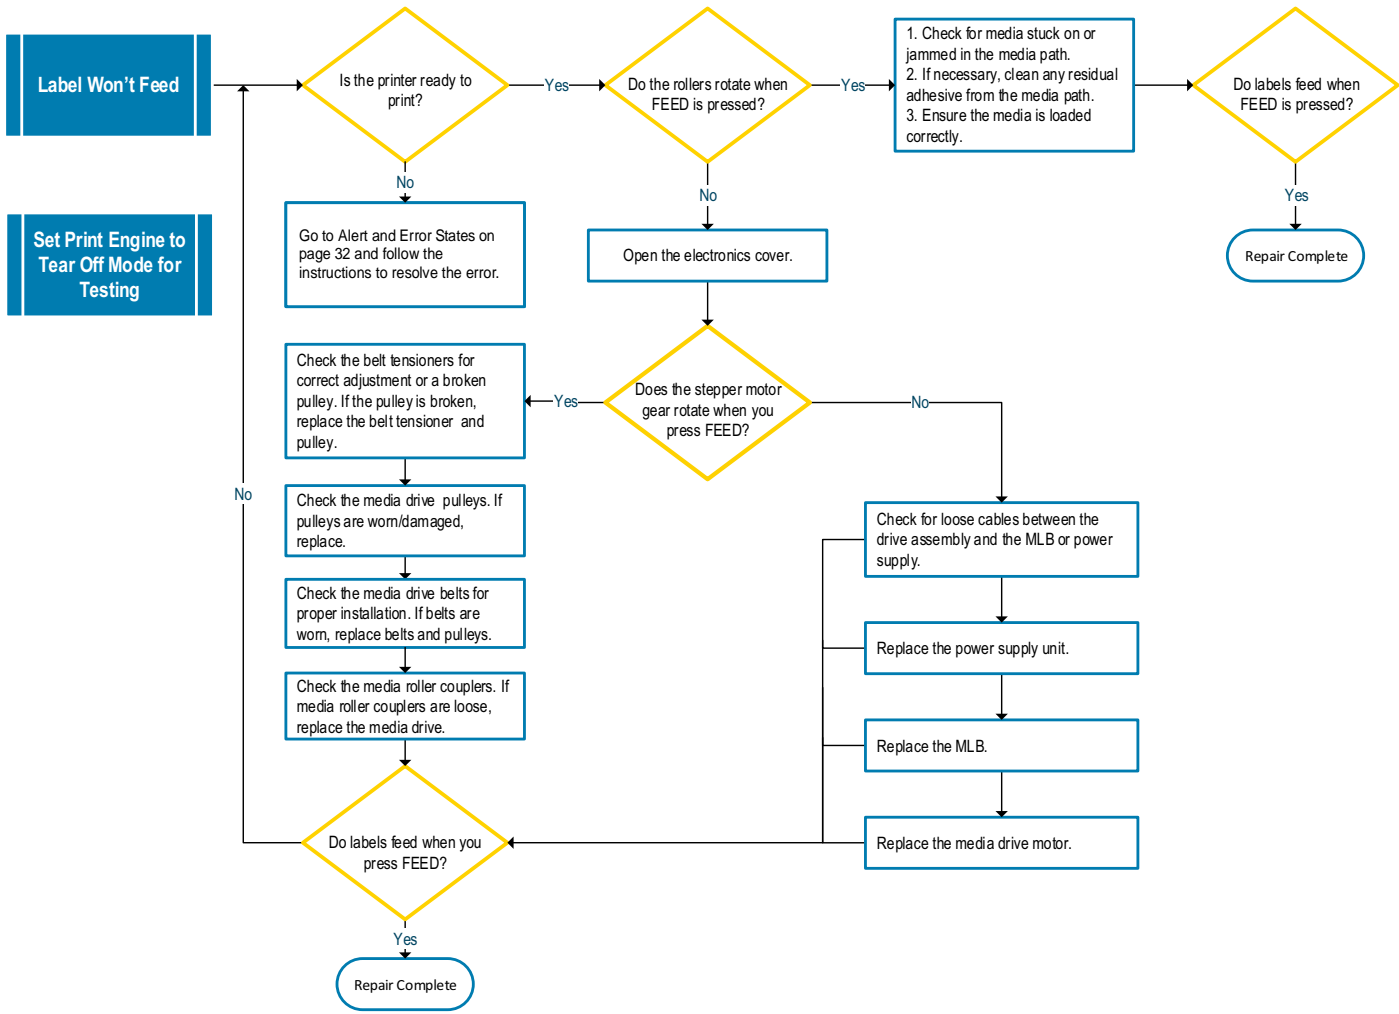 Label Won't Feed
Set Print Engine to
Tear Off Mode for
Testing
Is the printer ready to
print?
Yes
No
Go to Alert and Error States on
page 32 and follow the
instructions to resolve the error.
Do the rollers rotate when
FEED is pressed?
Yes
No
1. Check for media stuck on or
jammed in the media path.
2. If necessary, clean any residual
adhesive from the media path.
3. Ensure the media is loaded
correctly.
Do labels feed when
FEED is pressed?
Yes
Repair Complete
Open the electronics cover.
Does the stepper motor
gear rotate when you
press FEED?
Yes
No
Check the belt tensioners for
correct adjustment or a broken
pulley. If the pulley is broken,
replace the belt tensioner and
pulley.
Check the media drive pulleys. If
pulleys are worn/damaged,
replace.
Check the media drive belts for
proper installation. If belts are
worn, replace belts and pulleys.
Check the media roller couplers. If
media roller couplers are loose,
replace the media drive.
Check for loose cables between the
drive assembly and the MLB or power
supply.
Replace the power supply unit.
Replace the MLB.
Replace the media drive motor.
Do labels feed when you
press FEED?
No
Yes
Repair Complete